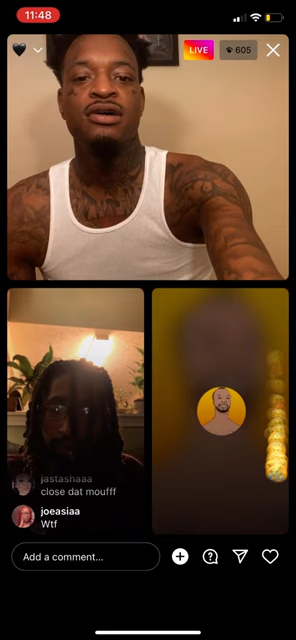 11:48
LIVE 605
jastashaaa
close dat moufff
joeasiaa
Wtf
Add a comment...